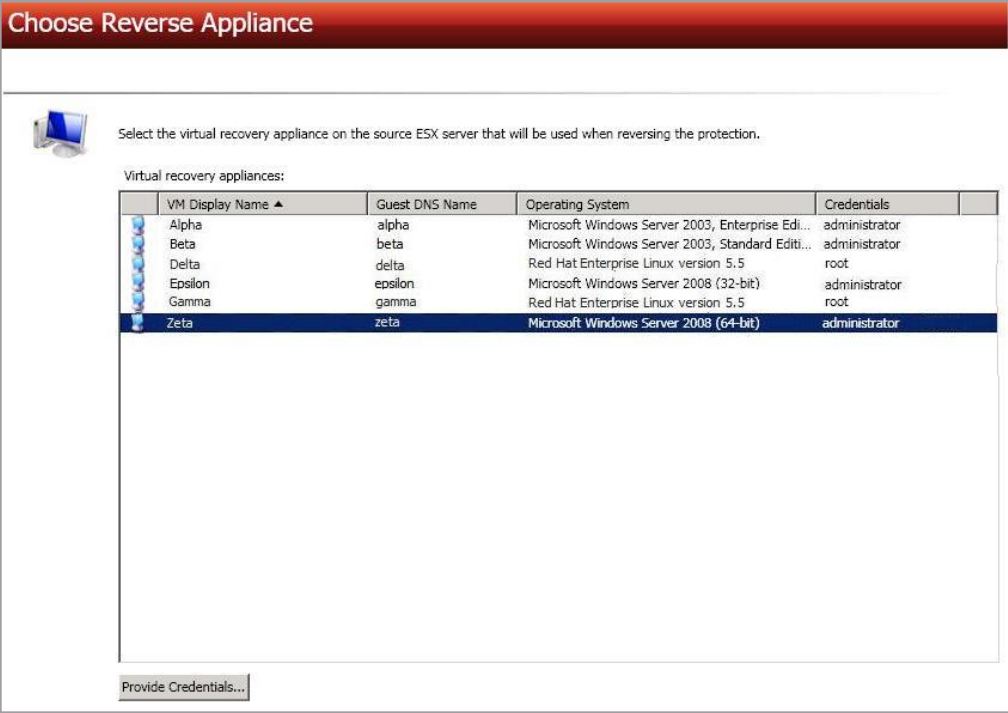 Choose Reverse Appliance
Select the virtual recovery appliance on the source ESX server that will be used when reversing the protection.
Virtual recovery appliances:
VM Display Name ▲ Guest DNS Name Operating System Credentials
Alpha alpha Microsoft Windows Server 2003, Enterprise Edi... administrator
Beta beta Microsoft Windows Server 2003, Standard Editi... administrator
Delta delta Red Hat Enterprise Linux version 5.5 root
Epsilon epsilon Microsoft Windows Server 2008 (32-bit) administrator
Gamma gamma Red Hat Enterprise Linux version 5.5 root
Zeta zeta Microsoft Windows Server 2008 (64-bit) administrator
Provide Credentials...